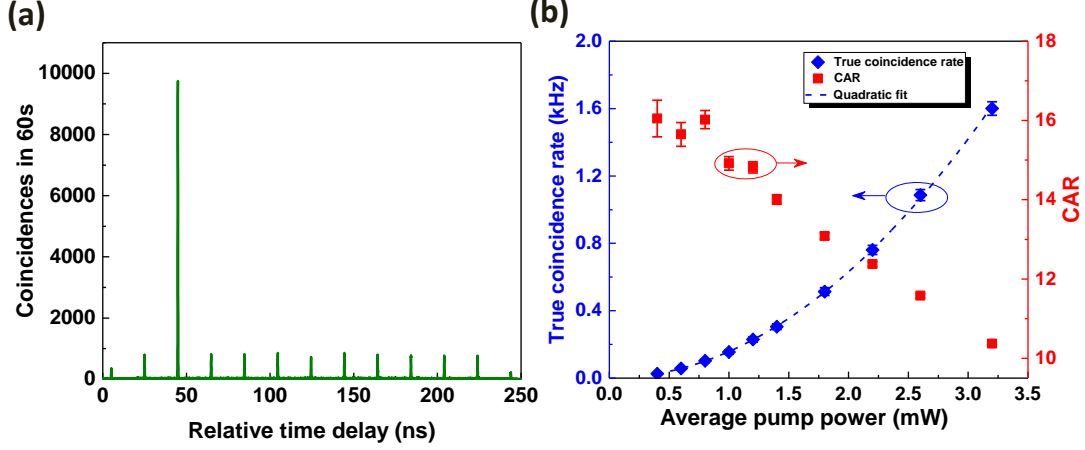 (a)
Coincidences in 60s
10000
8000
6000
4000
2000
0
0 50 100 150 200 250
Relative time delay (ns)
(b)
True coincidence rate (kHz)
2.0
1.6
1.2
0.8
0.4
0.0
True coincidence rate
CAR
Quadratic fit
18
16
14
12
10
CAR
0.0 0.5 1.0 1.5 2.0 2.5 3.0 3.5
Average pump power (mW)